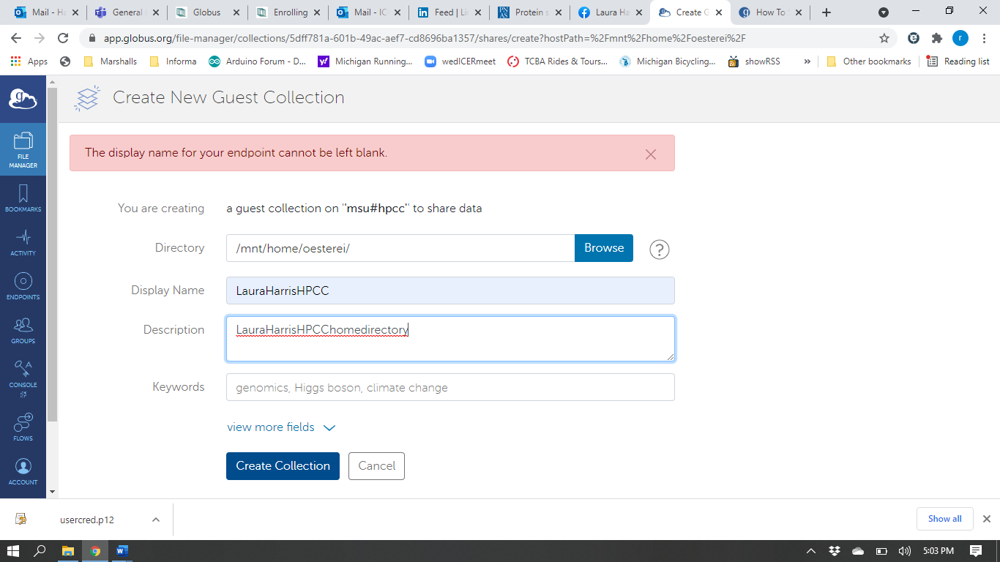 Mail - Ha
General
Globus
Enrolling
Mail - IC
Feed | Li
Protein s
Laura Ha
Create G
How To
app.globus.org/file-manager/collections/5dff781a-601b-49ac-aef7-cd8696ba1357/shares/create?hostPath=%2Fmnt%2Fhome%2Foesterei%2F
Apps
Marshalls
Informa
Arduino Forum - D...
Michigan Running...
wedICERmeet
TCBA Rides & Tours...
Michigan Bicycling...
showRSS
»
Other bookmarks
Reading list
Create New Guest Collection
FILE
MANAGER
BOOKMARKS
ACTIVITY
ENDPOINTS
GROUPS
CONSOLE
FLOWS
ACCOUNT
The display name for your endpoint cannot be left blank.
You are creating a guest collection on "msu#hpcc" to share data
Directory /mnt/home/oesterei/ Browse ?
Display Name LauraHarrisHPCC
Description LauraHarrisHPCChomedirectory
Keywords genomics, Higgs boson, climate change
view more fields
Create Collection Cancel
usercred.p12
Show all
5:03 PM